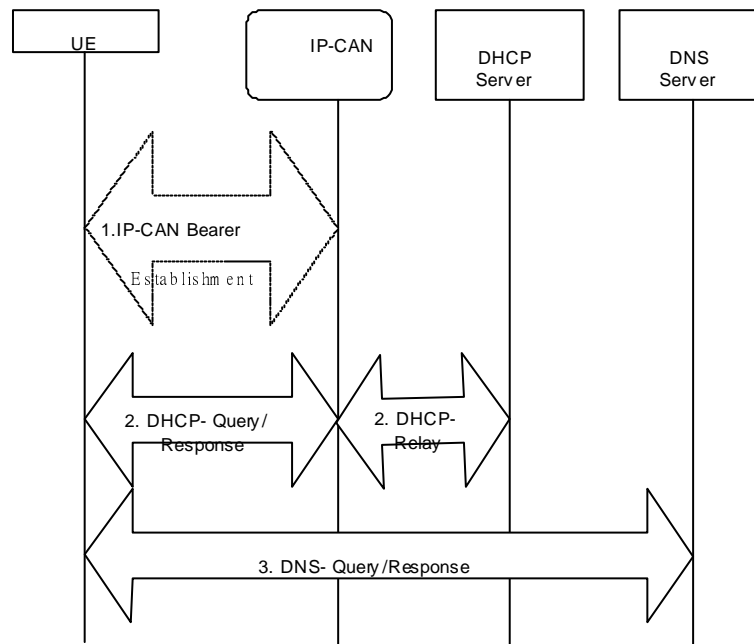 UE
IP-CAN
DHCP
Server
DNS
Server
1.IP-CAN Bearer
Establishment
2. DHCP- Query/
Response
2. DHCP-
Relay
3. DNS- Query/Response